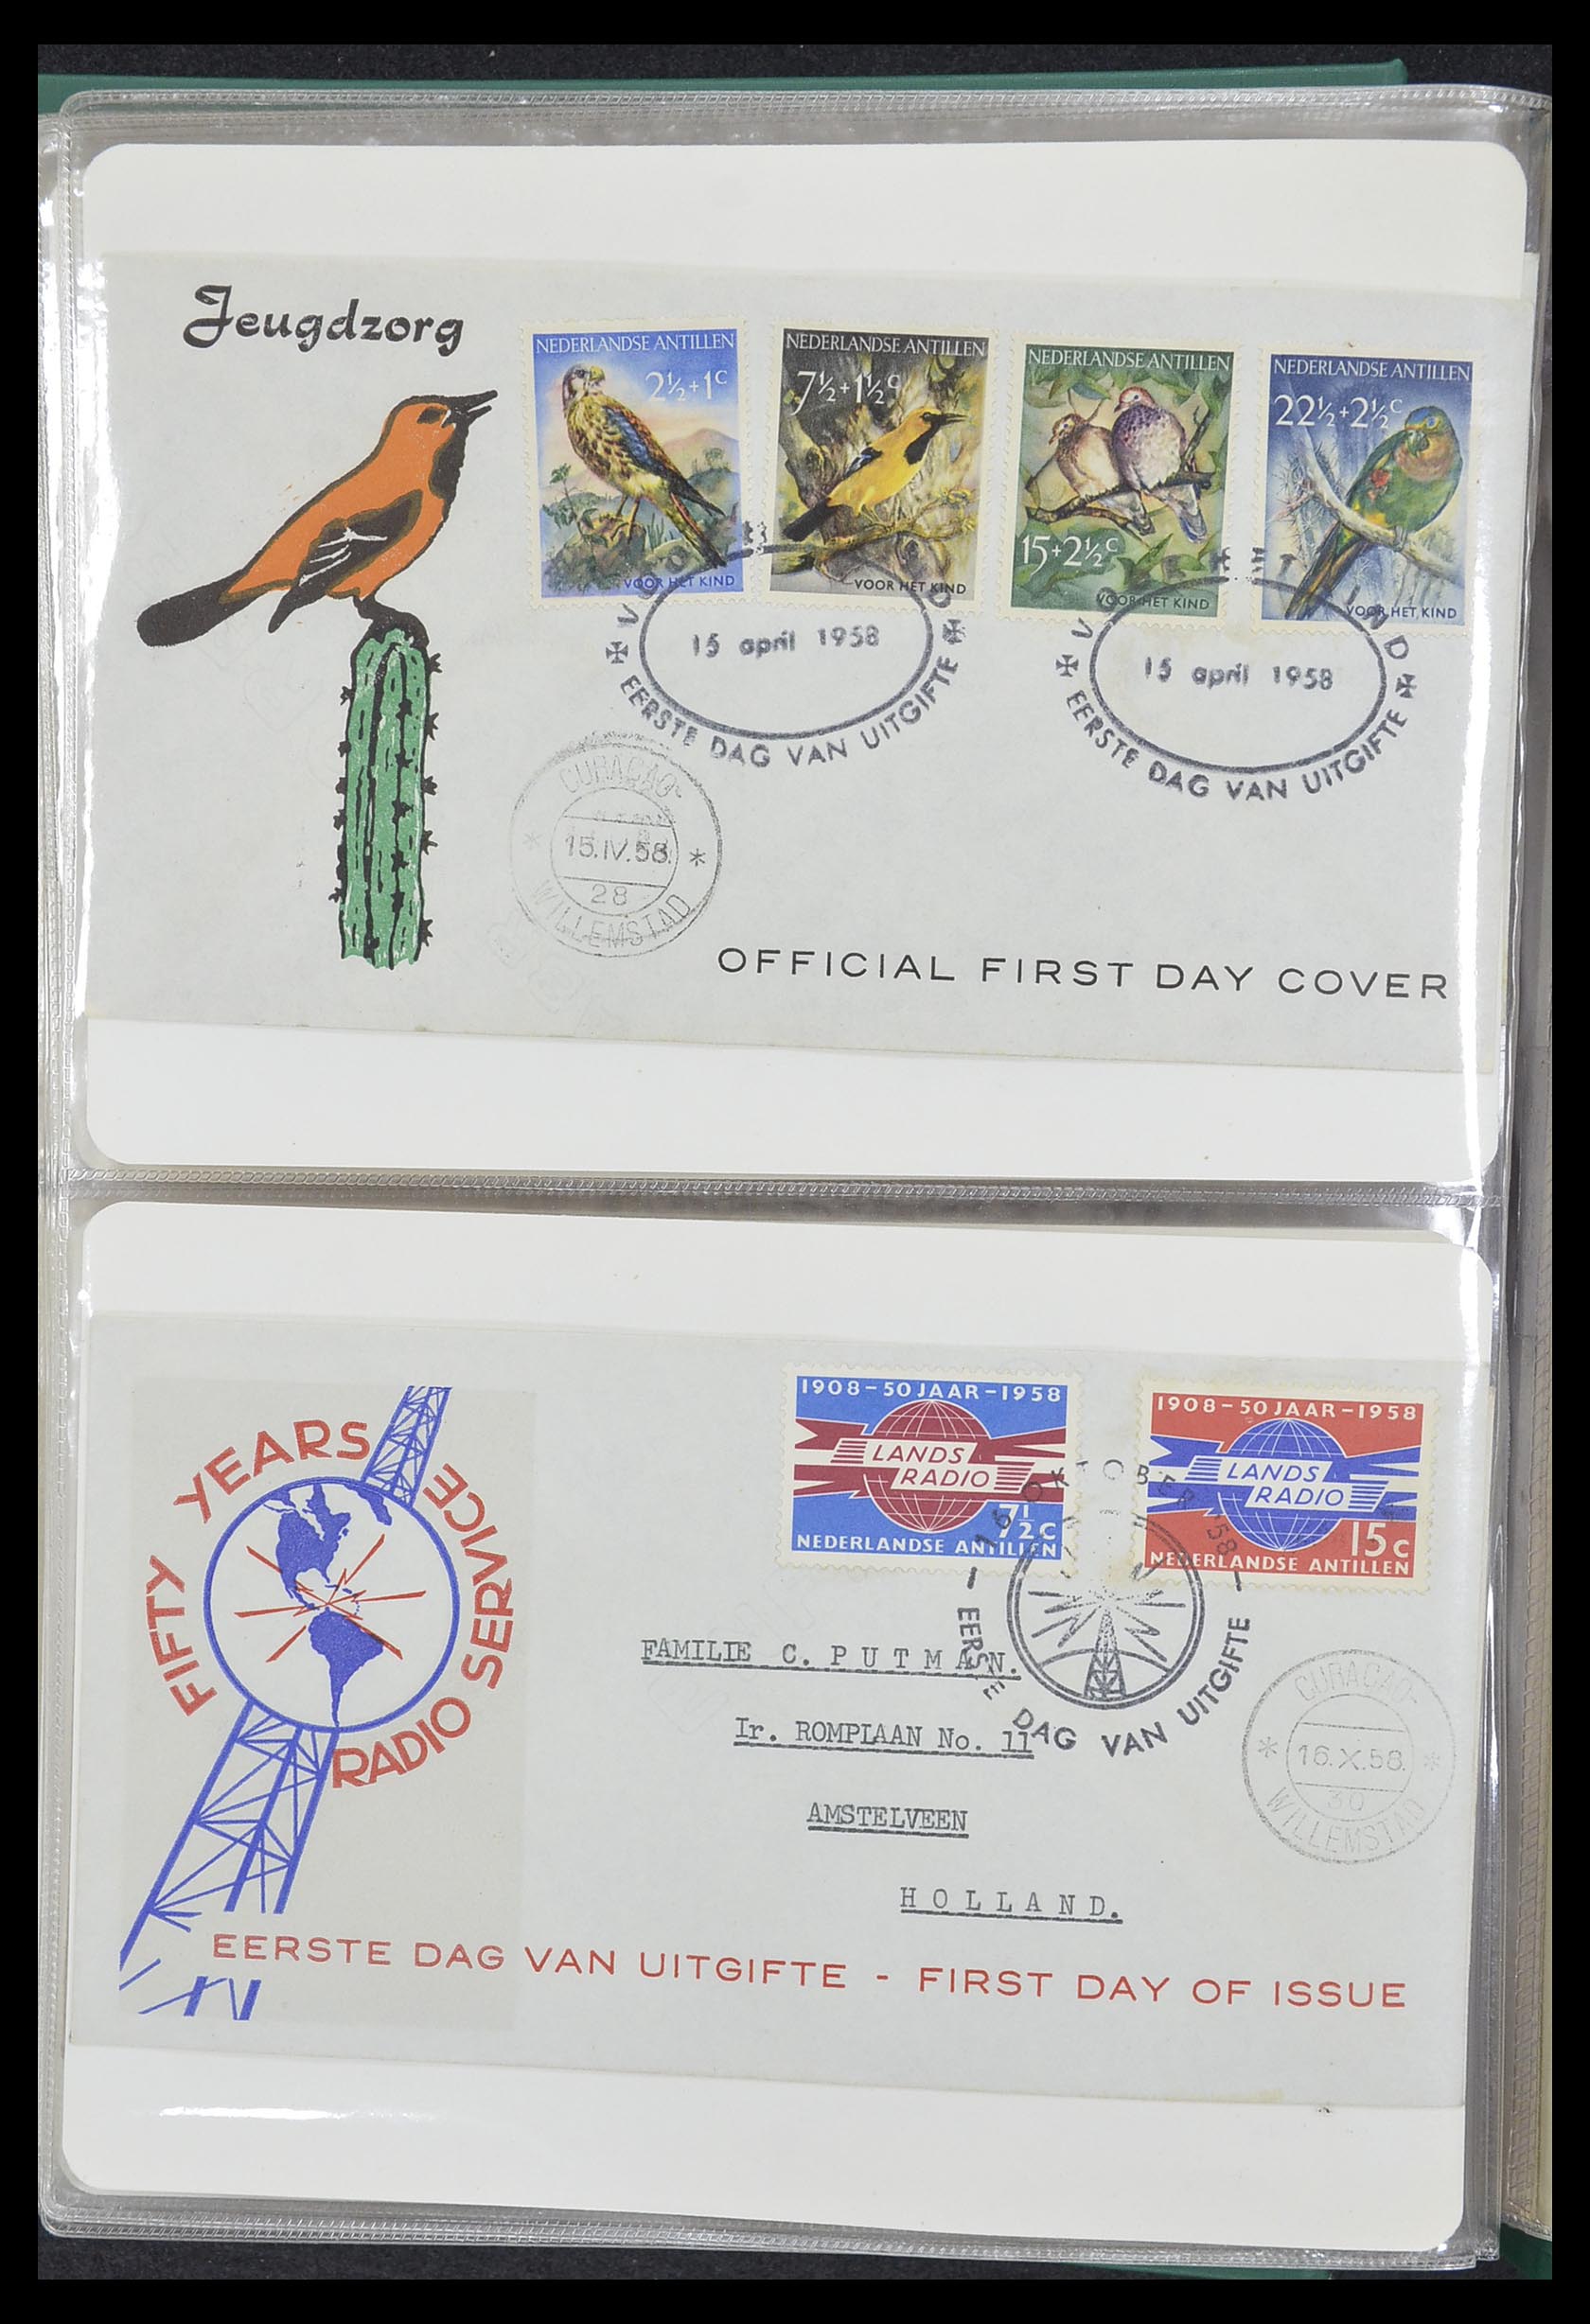 Jeugdzorg
NEDERLANDSE ANTILLEN
2½+1c
VOOR HET KIND
NEDERLANDSE ANTILLEN
7½+1½c
VOOR HET KIND
NEDERLANDSE ANTILLEN
15+2½c
VOOR HET KIND
NEDERLANDSE ANTILLEN
22½+2½c
VOOR HET KIND
15 april 1958
EERSTE DAG VAN UITGIFTE
15 april 1958
EERSTE DAG VAN UITGIFTE
CURAÇAO-
15.IV.58.
28
WILLEMSTAD
OFFICIAL FIRST DAY COVER
FIFTY YEARS
RADIO SERVICE
1908-50 JAAR-1958
LANDS
RADIO
7½c
NEDERLANDSE ANTILLEN
1908-50 JAAR-1958
LANDS
RADIO
15c
NEDERLANDSE ANTILLEN
16 OKTOBER '58
EERSTE DAG VAN UITGIFTE
FAMILIE C. PUTMAN.
Ir. ROMPLAAN No. 11
AMSTELVEEN
HOLLAND.
CURAÇAO-
16.X.58.
30
WILLEMSTAD
EERSTE DAG VAN UITGIFTE - FIRST DAY OF ISSUE